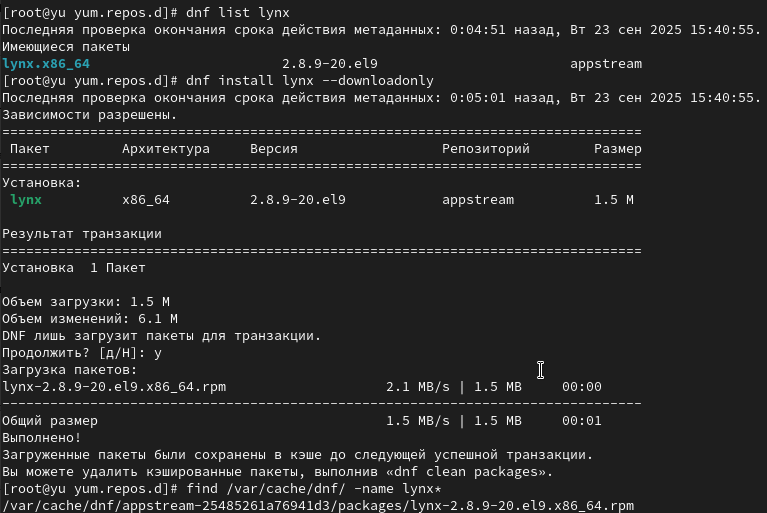 [root@yu yum.repos.d]# dnf list lynx
Последняя проверка окончания срока действия метаданных: 0:04:51 назад, Вт 23 сен 2025 15:40:55.
Имеющиеся пакеты
lynx.x86_64 2.8.9-20.el9 appstream
[root@yu yum.repos.d]# dnf install lynx --downloadonly
Последняя проверка окончания срока действия метаданных: 0:05:01 назад, Вт 23 сен 2025 15:40:55.
Зависимости разрешены.
================================================================================
Пакет Архитектура Версия Репозиторий Размер
================================================================================
Установка:
lynx x86_64 2.8.9-20.el9 appstream 1.5 M
Результат транзакции
================================================================================
Установка 1 Пакет
Объем загрузки: 1.5 M
Объем изменений: 6.1 M
DNF лишь загрузит пакеты для транзакции.
Продолжить? [д/Н]: y
Загрузка пакетов:
lynx-2.8.9-20.el9.x86_64.rpm 2.1 MB/s | 1.5 MB 00:00
--------------------------------------------------------------------------------
Общий размер 1.5 MB/s | 1.5 MB 00:01
Выполнено!
Загруженные пакеты были сохранены в кэше до следующей успешной транзакции.
Вы можете удалить кэшированные пакеты, выполнив «dnf clean packages».
[root@yu yum.repos.d]# find /var/cache/dnf/ -name lynx*
/var/cache/dnf/appstream-25485261a76941d3/packages/lynx-2.8.9-20.el9.x86_64.rpm